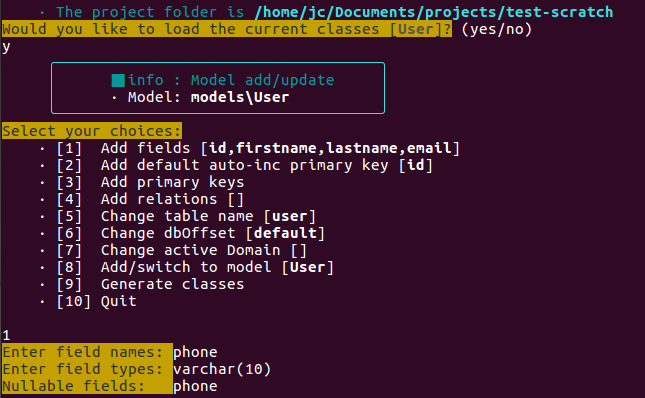 · The project folder is /home/jc/Documents/projects/test-scratch
Would you like to load the current classes [User]? (yes/no)
y
info : Model add/update
· Model: models\User
Select your choices:
· [1]  Add fields [id,firstname,lastname,email]
· [2]  Add default auto-inc primary key [id]
· [3]  Add primary keys
· [4]  Add relations []
· [5]  Change table name [user]
· [6]  Change dbOffset [default]
· [7]  Change active Domain []
· [8]  Add/switch to model [User]
· [9]  Generate classes
· [10] Quit
1
Enter field names: phone
Enter field types: varchar(10)
Nullable fields:   phone